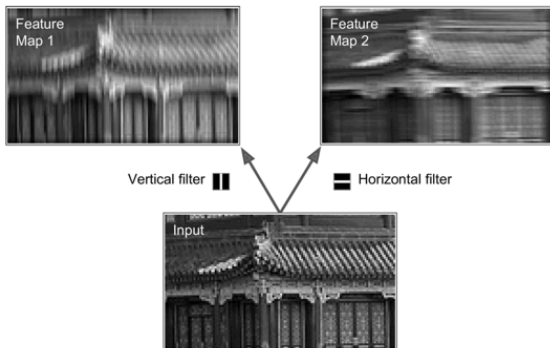 Feature
Map 1
Feature
Map 2
Vertical filter
Horizontal filter
Input